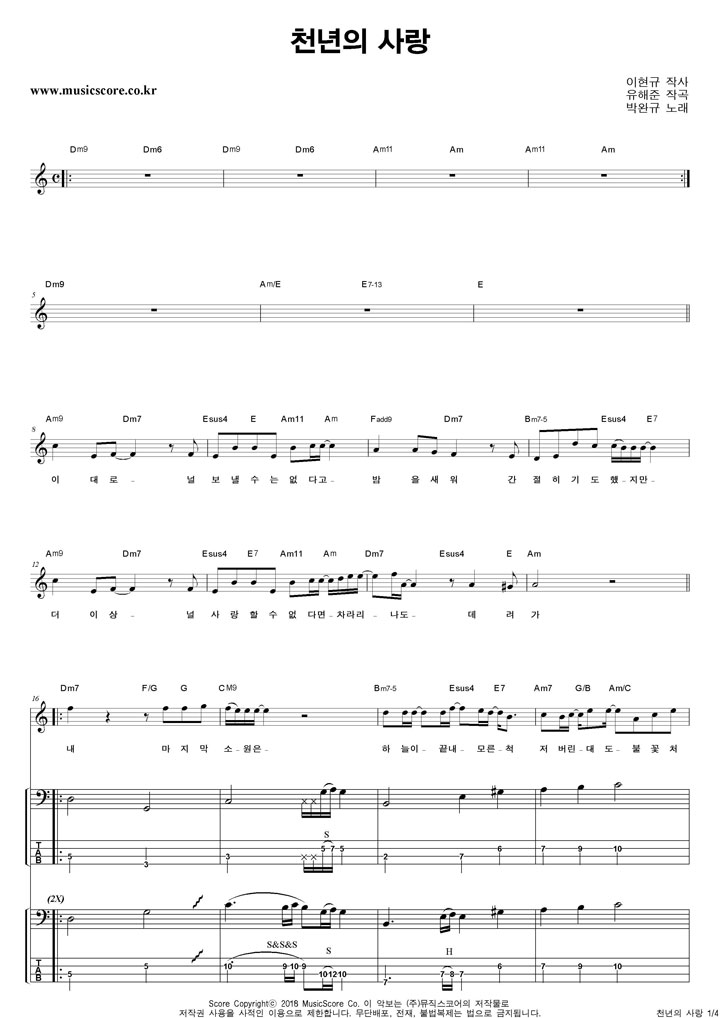 천년의 사랑
이현규 작사
www.musicscore.co.kr
유해준 작곡
박완규 노래
Dm9 Dm6 Dm9 Dm6 Am11 Am Am11 Am
5 Dm9 Am/E E7-13 E
8 Am9 Dm7 Esus4 E Am11 Am Fadd9 Dm7 Bm7-5 Esus4 E7
이 대 로 - 널 보 낼 수 는 없 다고 - 밤 을 새 워 간 절 히 기 도 했 - 지만 -
12 Am9 Dm7 Esus4 E7 Am11 Am Dm7 Esus4 E Am
더 이 상 - 널 사 랑 할 수 없 다면 - 차라리 - 나도 - 데 려 가
16 Dm7 F/G G CM9 Bm7-5 Esus4 E7 Am7 G/B Am/C
내 마 지 막 소 원은 - 하 늘이 - 끝내 - 모른 - 척 저 버린 - 대 도 - 불 꽃 처
S
T A B 5 3 3 × × 5 7 5 2 7 6 7 9 9 10
(2X)
S&S&S H
T A B 5 5 10 9 10 9 10 12 10 7 7 8 7 6 7 9 9 10
Score Copyrightⓒ 2018 MusicScore Co. 이 악보는 (주)뮤직스코어의 저작물로
저작권 사용을 사적인 이용으로 제한합니다. 무단배포, 전재, 불법복제는 법으로 금지됩니다.
천년의 사랑 1/4